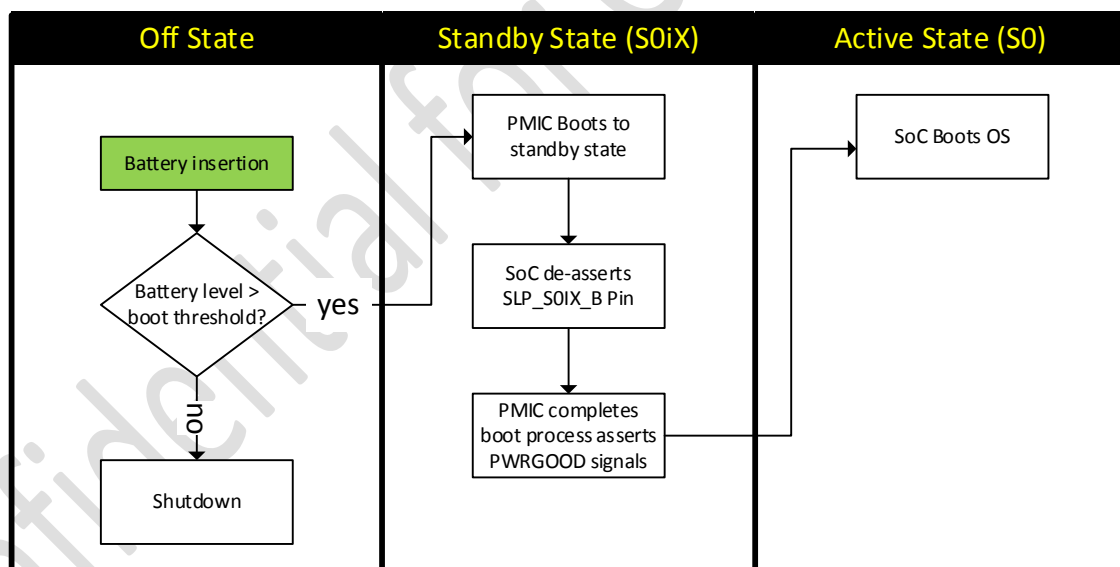 Off State
Standby State (S0iX)
Active State (S0)
Battery insertion
Battery level >
boot threshold?
yes
no
Shutdown
PMIC Boots to
standby state
SoC de-asserts
SLP_S0IX_B Pin
PMIC completes
boot process asserts
PWRGOOD signals
SoC Boots OS